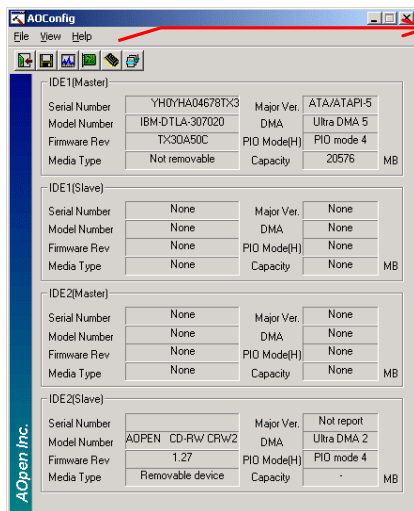 AOConfig
File View Help
IDE1(Master)
Serial Number YH0YHA04678TX3 Major Ver. ATA/ATAPI-5
Model Number IBM-DTLA-307020 DMA Ultra DMA 5
Firmware Rev TX3OA50C PIO Mode(H) PIO mode 4
Media Type Not removable Capacity 20576 MB
IDE1(Slave)
Serial Number None Major Ver. None
Model Number None DMA None
Firmware Rev None PIO Mode(H) None
Media Type None Capacity None MB
IDE2(Master)
Serial Number None Major Ver. None
Model Number None DMA None
Firmware Rev None PIO Mode(H) None
Media Type None Capacity None MB
IDE2(Slave)
Serial Number Major Ver. Not report
Model Number AOPEN CD-RW CRW2 DMA Ultra DMA 2
Firmware Rev 1.27 PIO Mode(H) PIO mode 4
Media Type Removable device Capacity - MB
AOpen Inc.